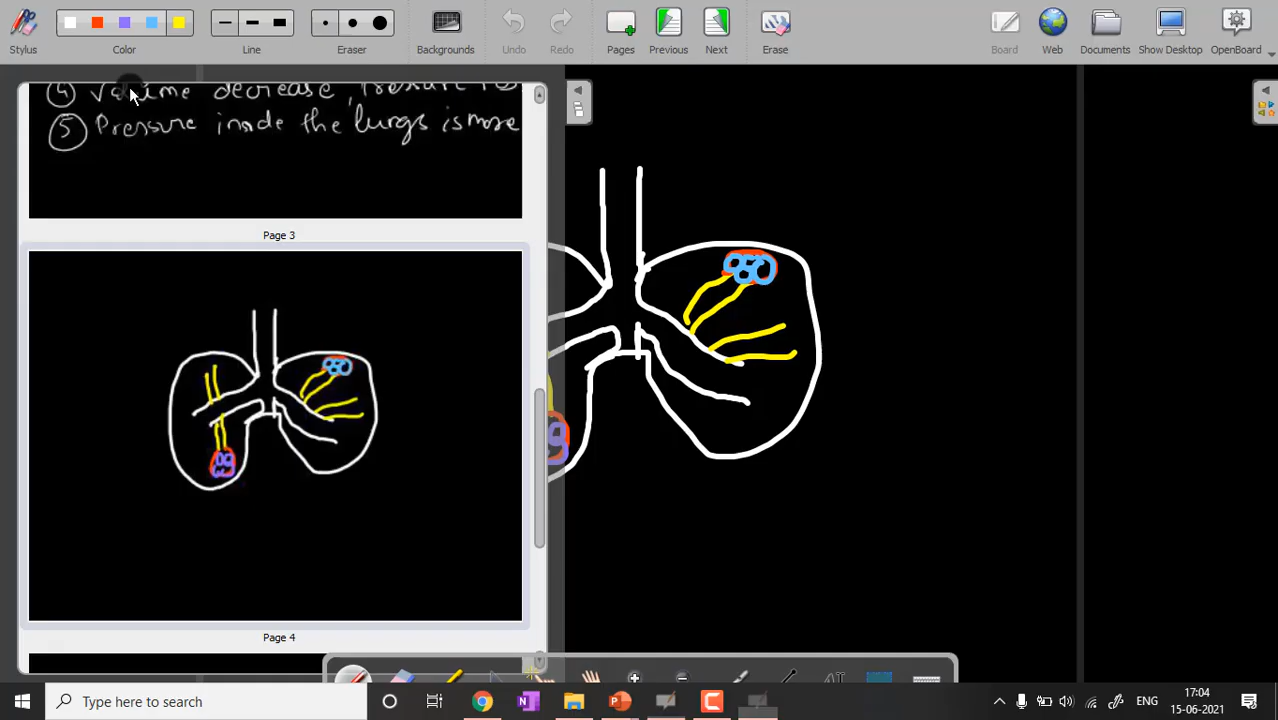 Stylus Color Line Eraser Backgrounds Undo Redo Pages Previous Next Erase Board Web Documents Show Desktop OpenBoard
④ Volume decrease, Pressure
⑤ Pressure inside the lungs is more
Page 3
Page 4
Type here to search
ENG
17:04
15-06-2021